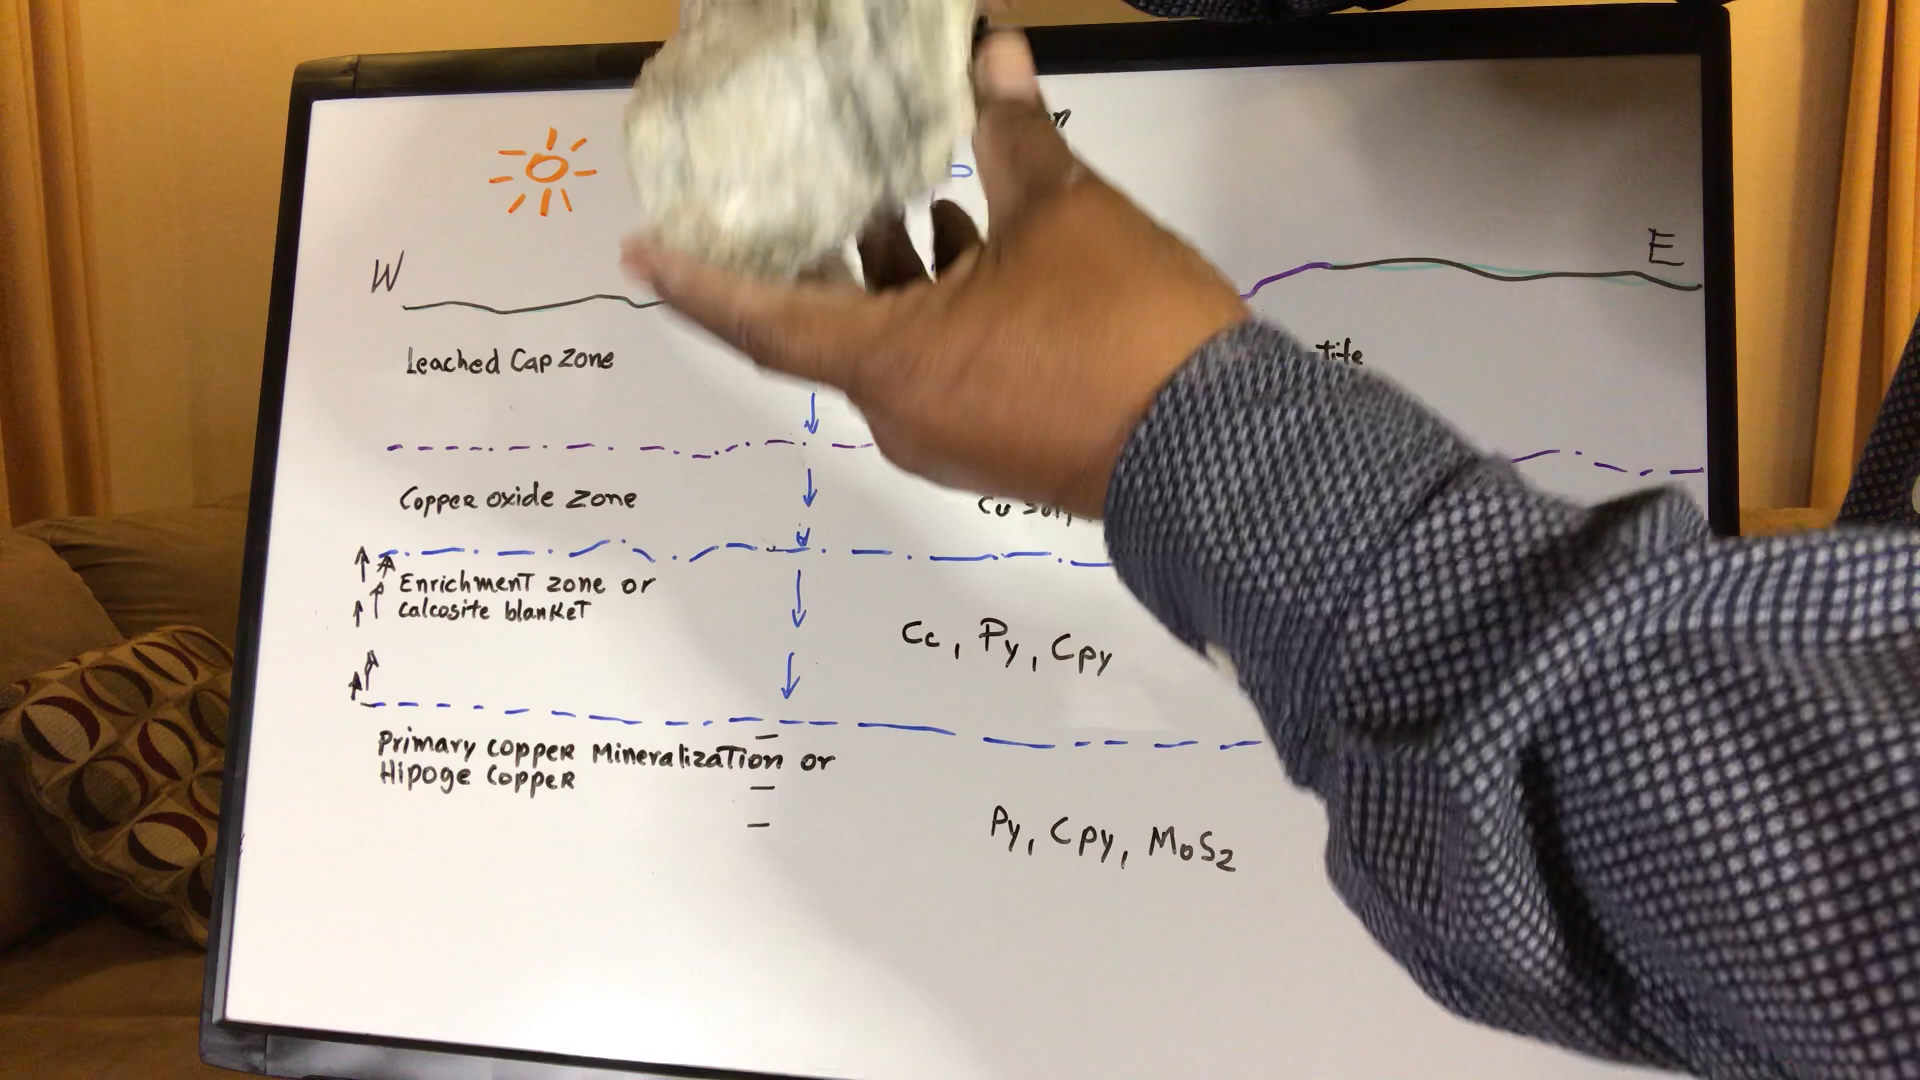 W
E
Leached Cap Zone
Copper oxide zone
Cu
Enrichment zone or
calcosite blanket
Cc, Py, Cpy
Primary copper Mineralization or
Hipoge Copper
Py, Cpy, MoS2